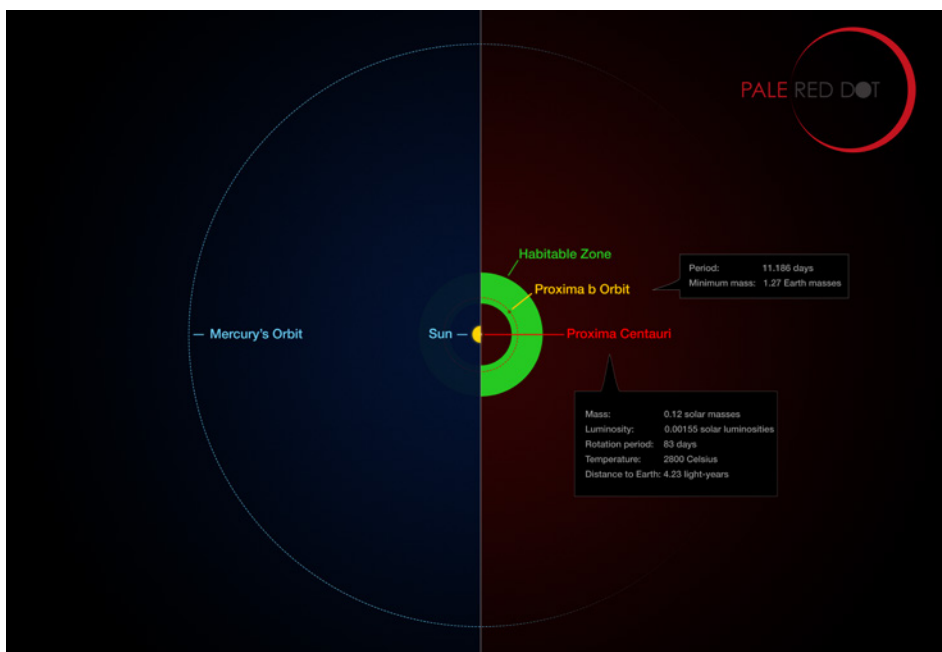 PALE RED DOT
Habitable Zone
Proxima b Orbit
Period: 11.186 days
Minimum mass: 1.27 Earth masses
Mercury's Orbit
Sun
Proxima Centauri
Mass: 0.12 solar masses
Luminosity: 0.00155 solar luminosities
Rotation period: 83 days
Temperature: 2800 Celsius
Distance to Earth: 4.23 light-years